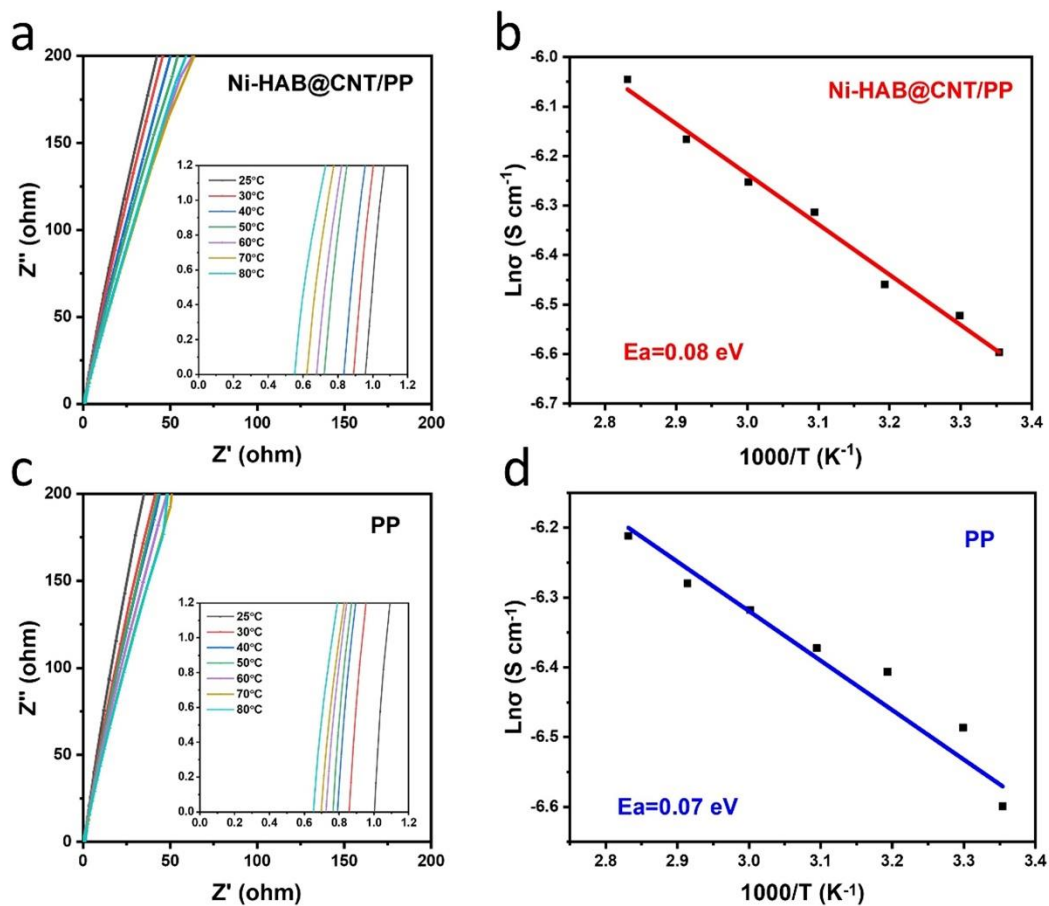 a
Ni-HAB@CNT/PP
Z'' (ohm)
200
150
100
50
0
0 50 100 150 200
Z' (ohm)
1.2
1.0
0.8
0.6
0.4
0.2
0.0
0.0 0.2 0.4 0.6 0.8 1.0 1.2
25°C
30°C
40°C
50°C
60°C
70°C
80°C
b
Ni-HAB@CNT/PP
Lnσ (S cm⁻¹)
-6.0
-6.1
-6.2
-6.3
-6.4
-6.5
-6.6
-6.7
Ea=0.08 eV
2.8 2.9 3.0 3.1 3.2 3.3 3.4
1000/T (K⁻¹)
c
PP
Z'' (ohm)
200
150
100
50
0
0 50 100 150 200
Z' (ohm)
1.2
1.0
0.8
0.6
0.4
0.2
0.0
0.0 0.2 0.4 0.6 0.8 1.0 1.2
25°C
30°C
40°C
50°C
60°C
70°C
80°C
d
PP
Lnσ (S cm⁻¹)
-6.2
-6.3
-6.4
-6.5
-6.6
Ea=0.07 eV
2.8 2.9 3.0 3.1 3.2 3.3 3.4
1000/T (K⁻¹)